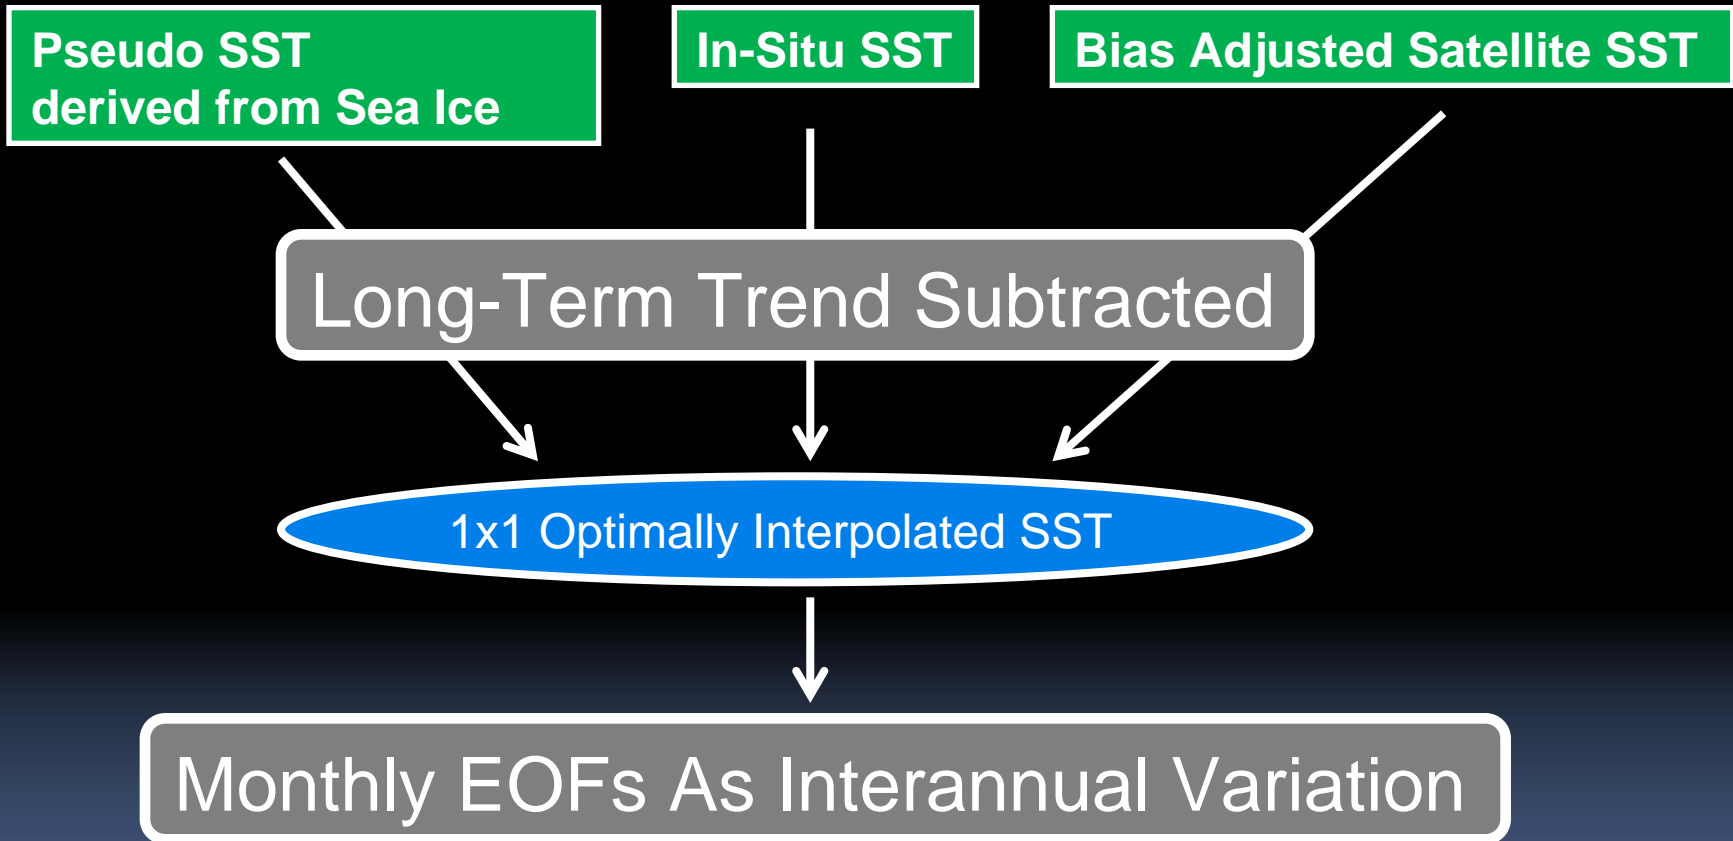 Pseudo SST
derived from Sea Ice
In-Situ SST
Bias Adjusted Satellite SST
Long-Term Trend Subtracted
1x1 Optimally Interpolated SST
Monthly EOFs As Interannual Variation